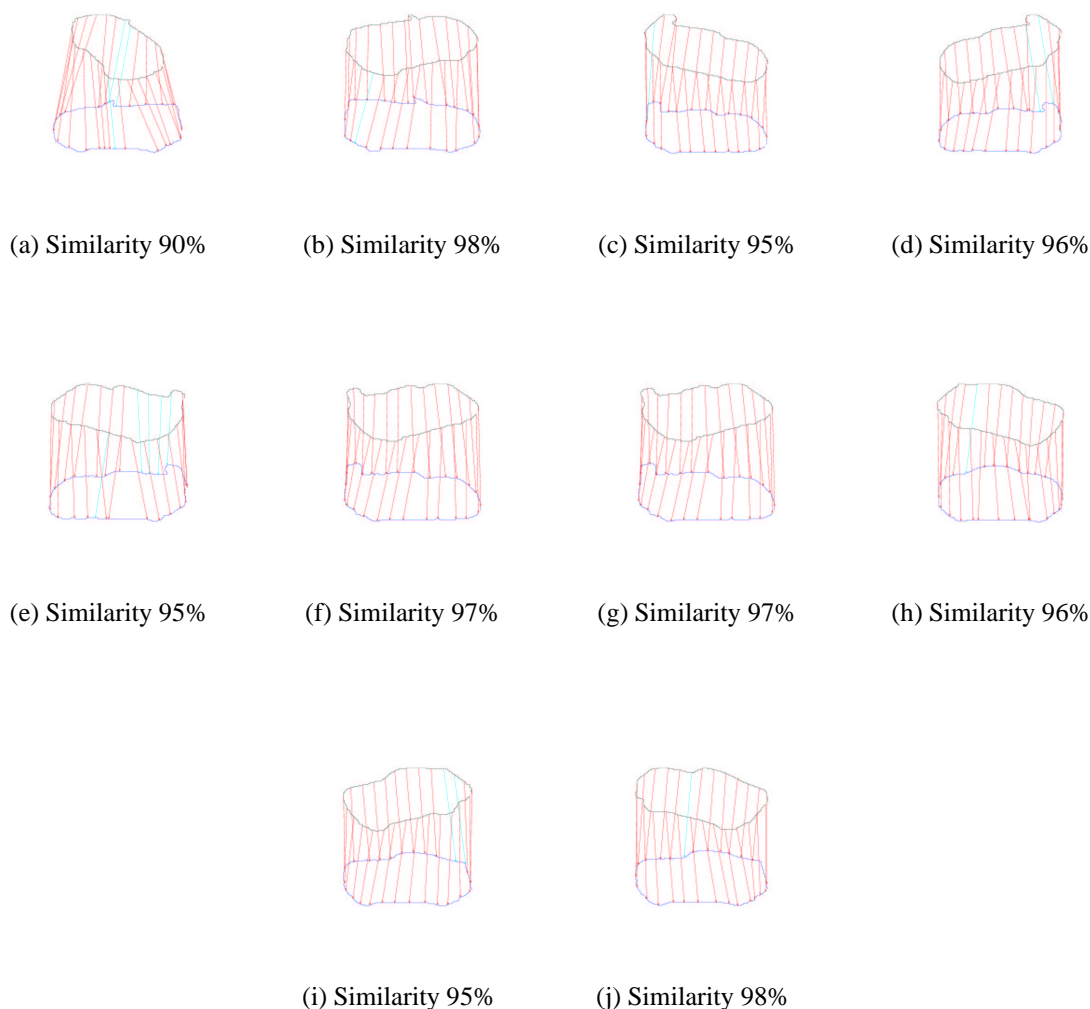 (a) Similarity 90%
(b) Similarity 98%
(c) Similarity 95%
(d) Similarity 96%
(e) Similarity 95%
(f) Similarity 97%
(g) Similarity 97%
(h) Similarity 96%
(i) Similarity 95%
(j) Similarity 98%